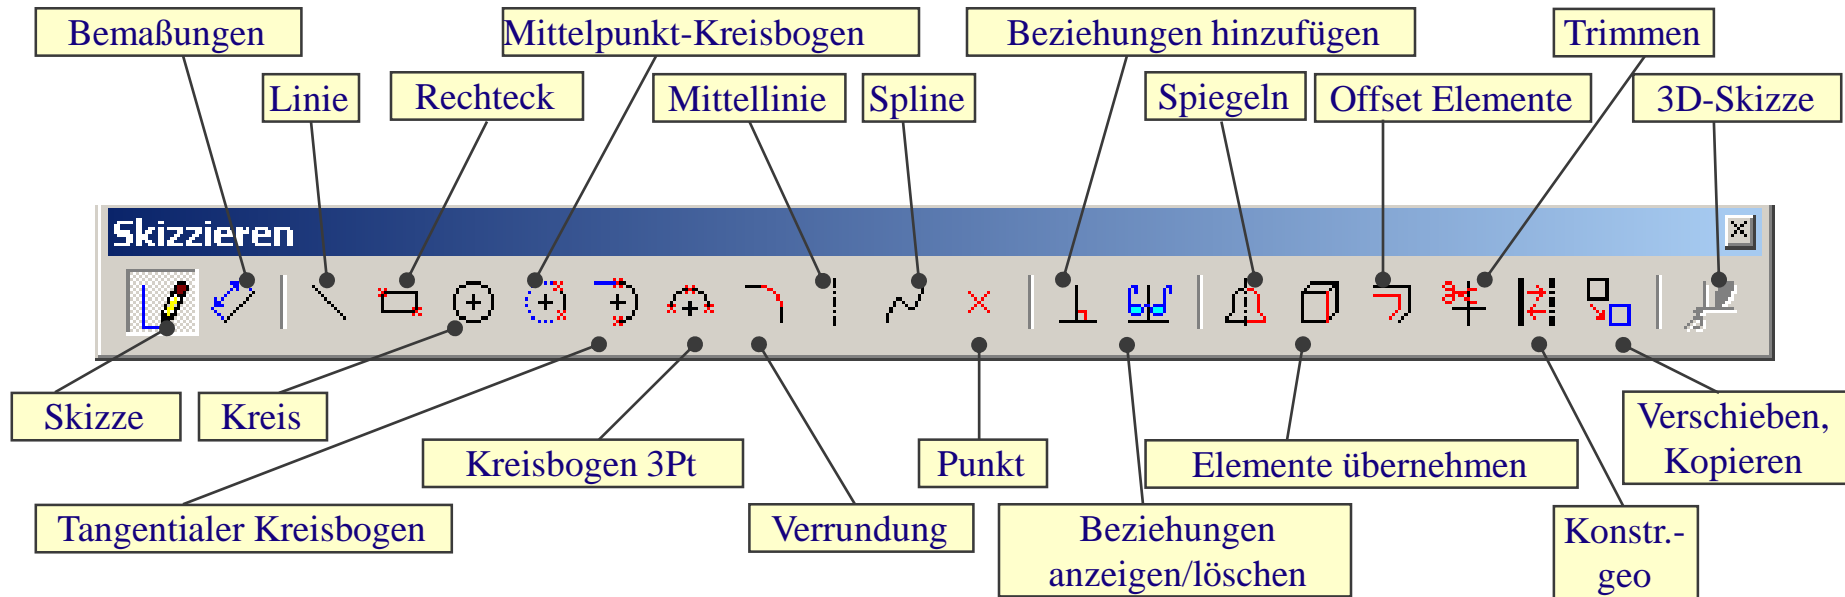 Bemaßungen
Mittelpunkt-Kreisbogen
Beziehungen hinzufügen
Trimmen
Linie
Rechteck
Mittellinie
Spline
Spiegeln
Offset Elemente
3D-Skizze
Skizzieren
Skizze
Kreis
Kreisbogen 3Pt
Punkt
Elemente übernehmen
Verschieben,
Kopieren
Tangentialer Kreisbogen
Verrundung
Beziehungen
anzeigen/löschen
Konstr.-
geo